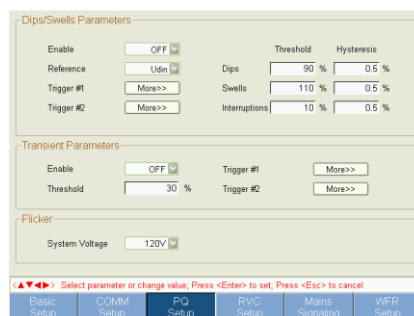 Dips/Swells Parameters
Enable OFF Threshold Hysteresis
Reference Udin Dips 90 % 0.5 %
Trigger #1 More>> Swells 110 % 0.5 %
Trigger #2 More>> Interruptions 10 % 0.5 %
Transient Parameters
Enable OFF Trigger #1 More>>
Threshold 30 % Trigger #2 More>>
Flicker
System Voltage 120V
<▲▼◀▶> Select parameter or change value; Press <Enter> to set; Press <Esc> to cancel
Basic COMM PQ RVC Mains WFR
Setup Setup Setup Setup Signaling Setup